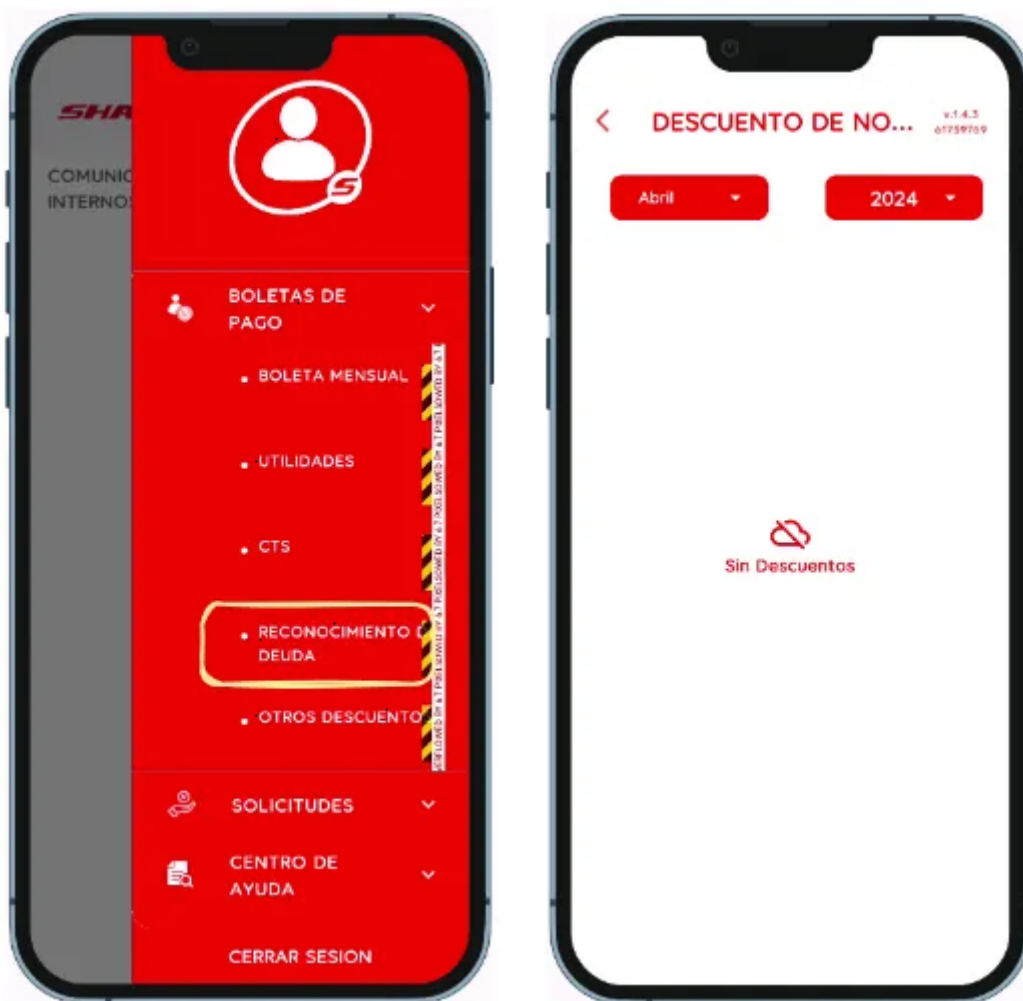 SHA
COMUNIC
INTERNOS
BOLETAS DE
PAGO
BOLETA MENSUAL
UTILIDADES
CTS
RECONOCIMIENTO D
DEUDA
OTROS DESCUENTO
SOLICITUDES
CENTRO DE
AYUDA
CERRAR SESION
DESCUENTO DE NO...
v.1.4.3
61759769
Abril
2024
Sin Descuentos